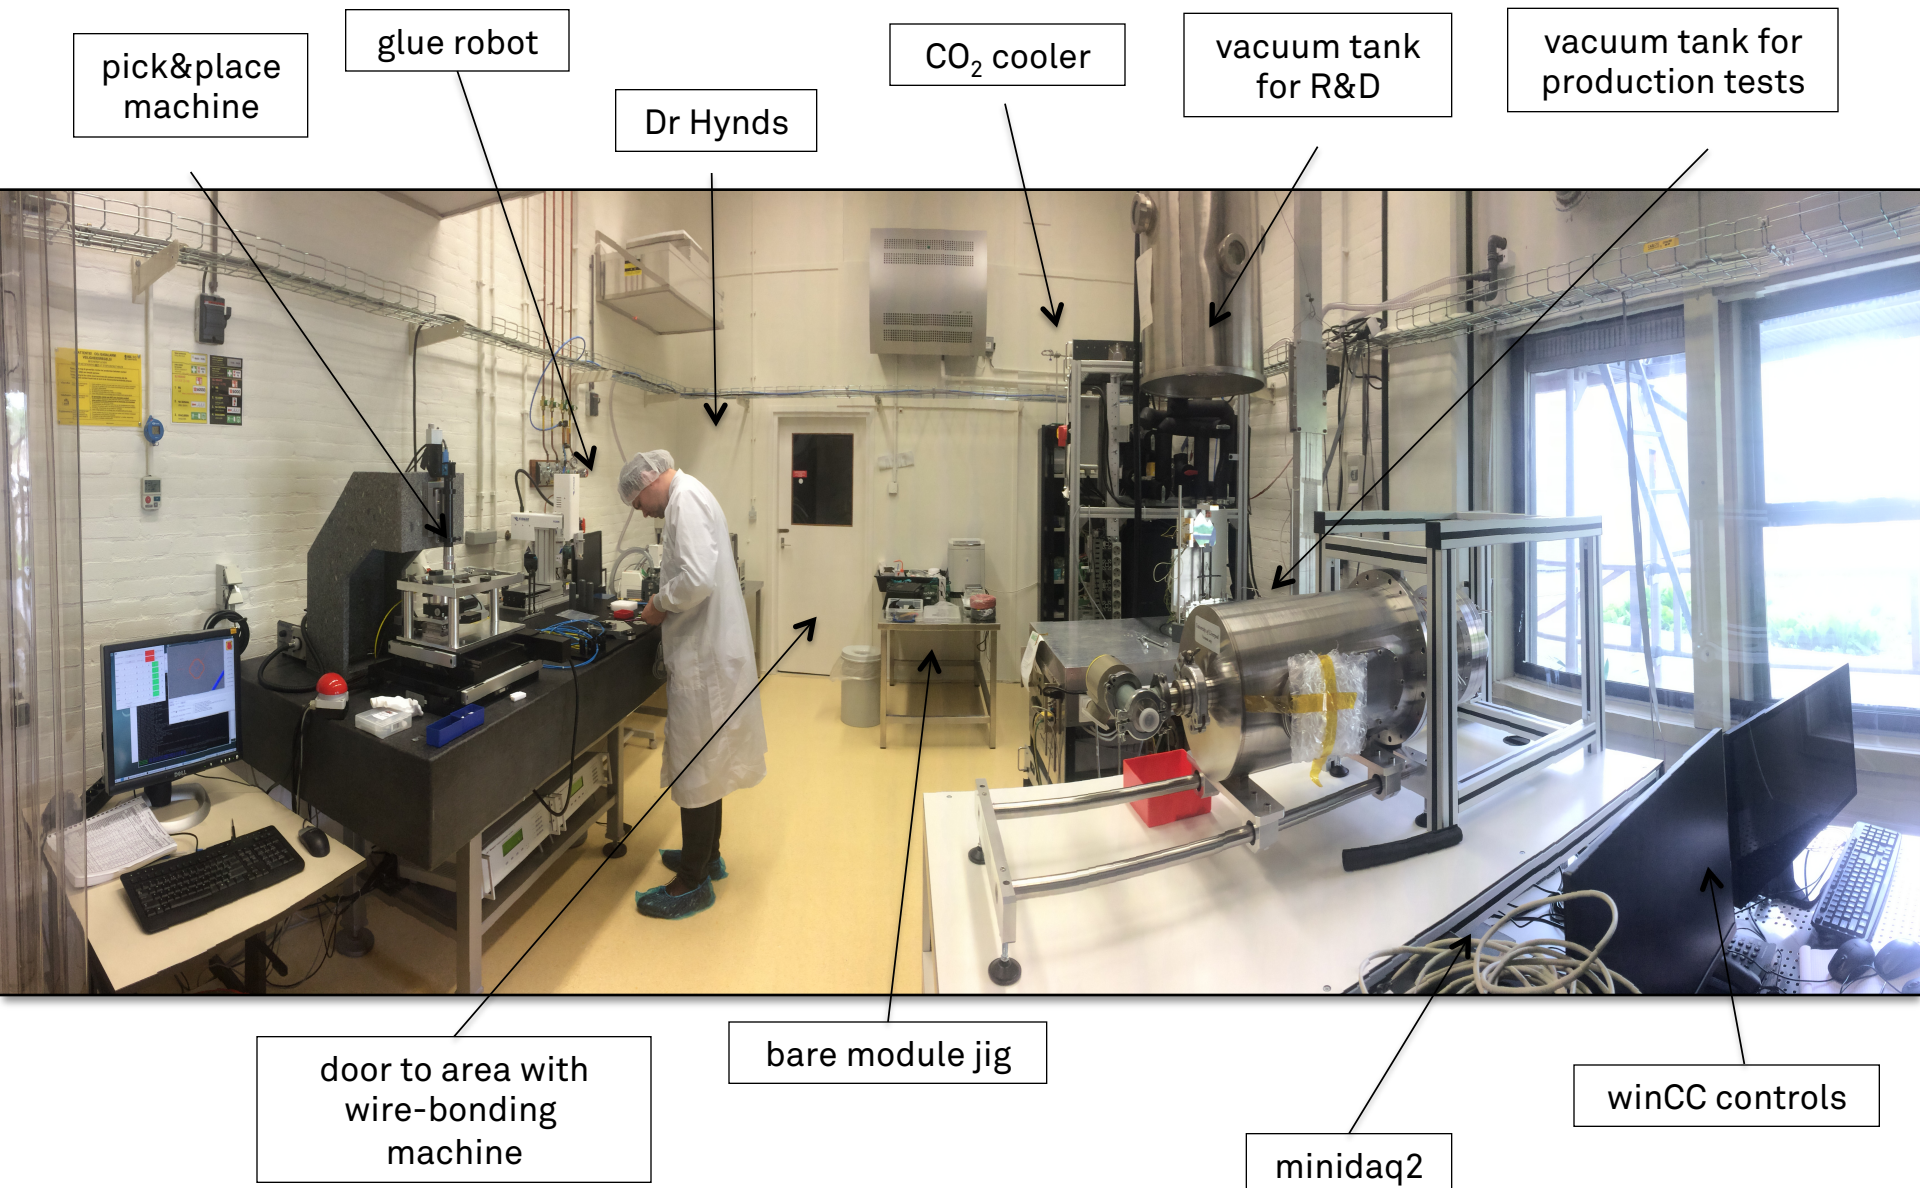 pick&place
machine
glue robot
Dr Hynds
CO₂ cooler
vacuum tank
for R&D
vacuum tank for
production tests
DELL
door to area with
wire-bonding
machine
bare module jig
minidaq2
winCC controls